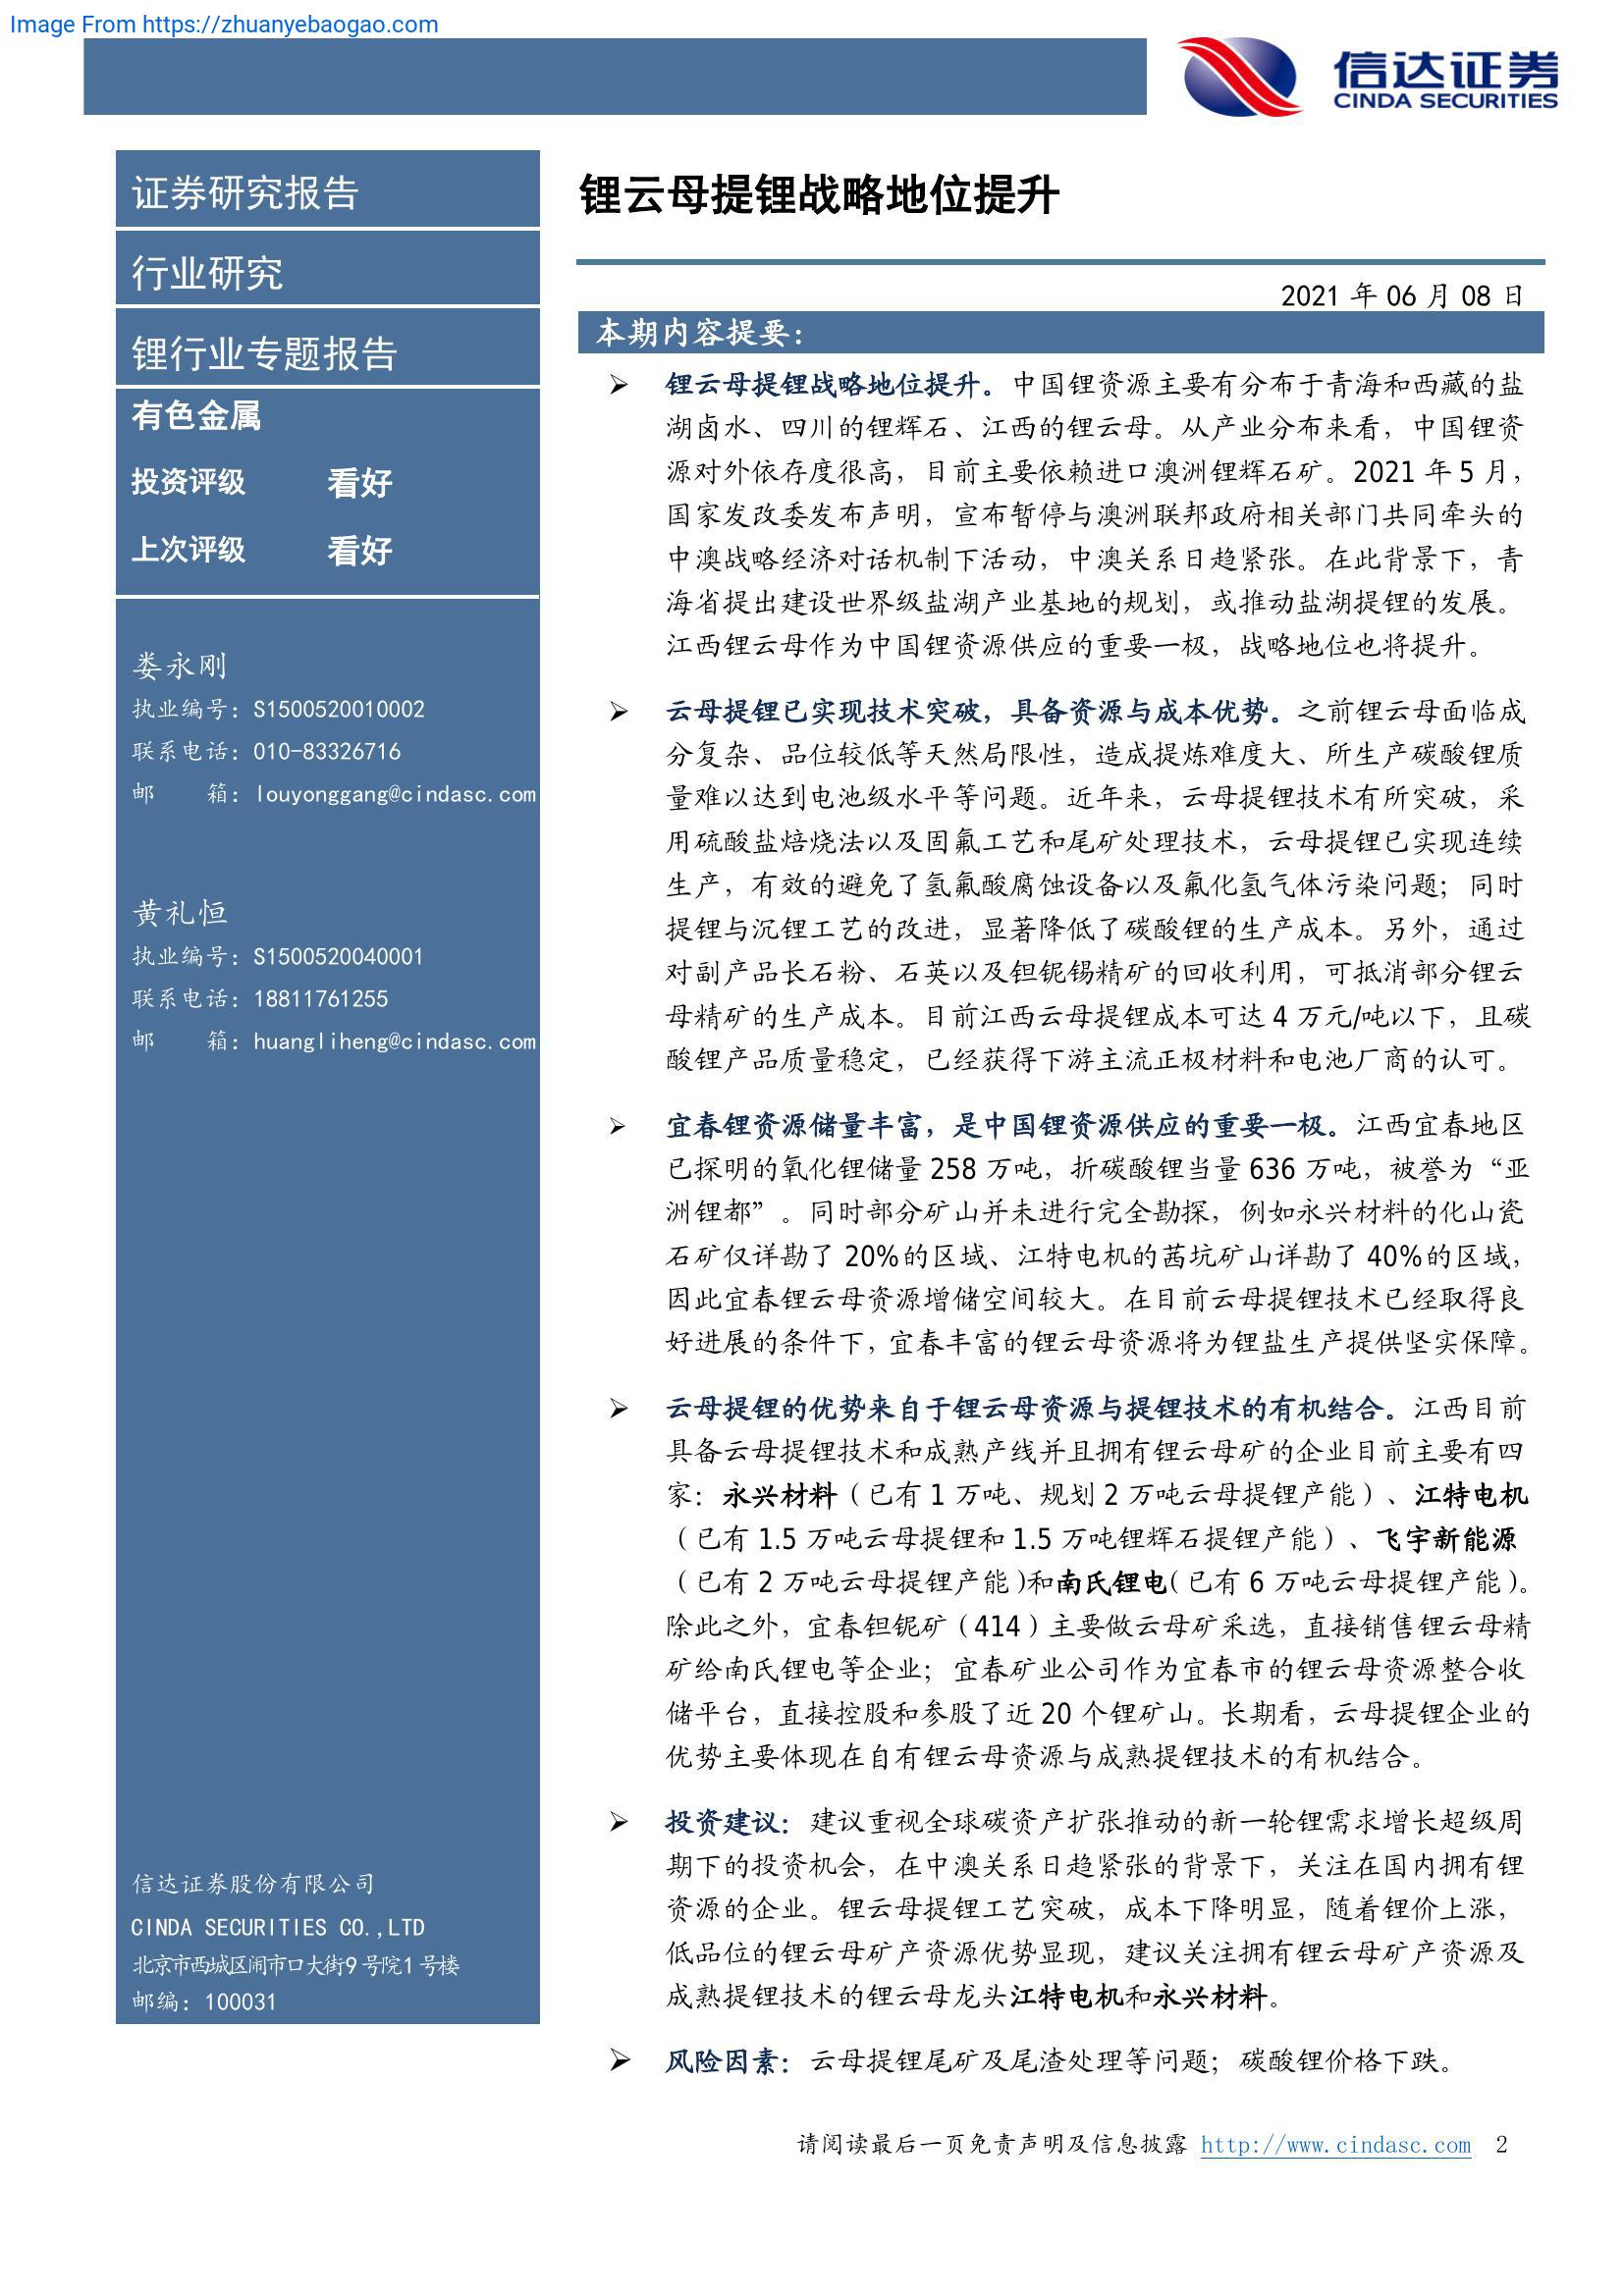 Image From https://zhuanyebaogao.com
信达证券
CINDA SECURITIES
证券研究报告
行业研究
锂行业专题报告
有色金属
投资评级 看好
上次评级 看好
娄永刚
执业编号：S1500520010002
联系电话：010-83326716
邮 箱：louyonggang@cindasc.com
黄礼恒
执业编号：S1500520040001
联系电话：18811761255
邮 箱：huangliheng@cindasc.com
信达证券股份有限公司
CINDA SECURITIES CO.,LTD
北京市西城区闹市口大街9号院1号楼
邮编：100031
锂云母提锂战略地位提升
2021 年 06 月 08 日
本期内容提要：
➢ 锂云母提锂战略地位提升。中国锂资源主要有分布于青海和西藏的盐
湖卤水、四川的锂辉石、江西的锂云母。从产业分布来看，中国锂资
源对外依存度很高，目前主要依赖进口澳洲锂辉石矿。2021 年 5 月，
国家发改委发布声明，宣布暂停与澳洲联邦政府相关部门共同牵头的
中澳战略经济对话机制下活动，中澳关系日趋紧张。在此背景下，青
海省提出建设世界级盐湖产业基地的规划，或推动盐湖提锂的发展。
江西锂云母作为中国锂资源供应的重要一极，战略地位也将提升。
➢ 云母提锂已实现技术突破，具备资源与成本优势。之前锂云母面临成
分复杂、品位较低等天然局限性，造成提炼难度大、所生产碳酸锂质
量难以达到电池级水平等问题。近年来，云母提锂技术有所突破，采
用硫酸盐焙烧法以及固氟工艺和尾矿处理技术，云母提锂已实现连续
生产，有效的避免了氢氟酸腐蚀设备以及氟化氢气体污染问题；同时
提锂与沉锂工艺的改进，显著降低了碳酸锂的生产成本。另外，通过
对副产品长石粉、石英以及钽铌锡精矿的回收利用，可抵消部分锂云
母精矿的生产成本。目前江西云母提锂成本可达 4 万元/吨以下，且碳
酸锂产品质量稳定，已经获得下游主流正极材料和电池厂商的认可。
➢ 宜春锂资源储量丰富，是中国锂资源供应的重要一极。江西宜春地区
已探明的氧化锂储量 258 万吨，折碳酸锂当量 636 万吨，被誉为“亚
洲锂都”。同时部分矿山并未进行完全勘探，例如永兴材料的化山瓷
石矿仅详勘了 20%的区域、江特电机的茜坑矿山详勘了 40%的区域，
因此宜春锂云母资源增储空间较大。在目前云母提锂技术已经取得良
好进展的条件下，宜春丰富的锂云母资源将为锂盐生产提供坚实保障。
➢ 云母提锂的优势来自于锂云母资源与提锂技术的有机结合。江西目前
具备云母提锂技术和成熟产线并且拥有锂云母矿的企业目前主要有四
家：永兴材料（已有 1 万吨、规划 2 万吨云母提锂产能）、江特电机
（已有 1.5 万吨云母提锂和 1.5 万吨锂辉石提锂产能）、飞宇新能源
（已有 2 万吨云母提锂产能）和南氏锂电（已有 6 万吨云母提锂产能）。
除此之外，宜春钽铌矿（414）主要做云母矿采选，直接销售锂云母精
矿给南氏锂电等企业；宜春矿业公司作为宜春市的锂云母资源整合收
储平台，直接控股和参股了近 20 个锂矿山。长期看，云母提锂企业的
优势主要体现在自有锂云母资源与成熟提锂技术的有机结合。
➢ 投资建议：建议重视全球碳资产扩张推动的新一轮锂需求增长超级周
期下的投资机会，在中澳关系日趋紧张的背景下，关注在国内拥有锂
资源的企业。锂云母提锂工艺突破，成本下降明显，随着锂价上涨，
低品位的锂云母矿产资源优势显现，建议关注拥有锂云母矿产资源及
成熟提锂技术的锂云母龙头江特电机和永兴材料。
➢ 风险因素：云母提锂尾矿及尾渣处理等问题；碳酸锂价格下跌。
请阅读最后一页免责声明及信息披露 http://www.cindasc.com 2